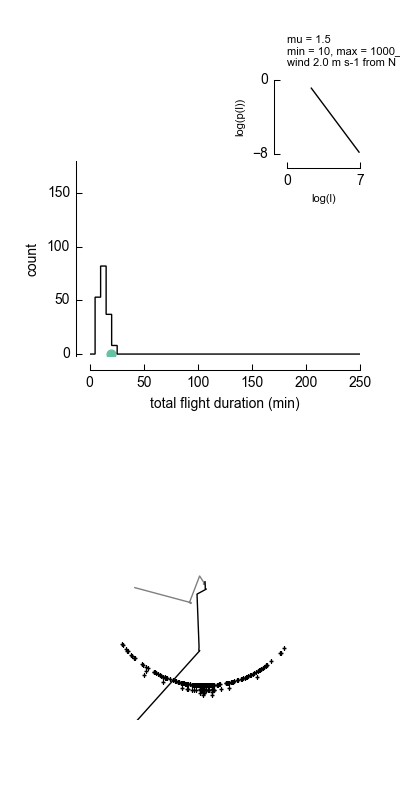 mu = 1.5
min = 10, max = 1000_
wind 2.0 m s-1 from N
0
log(p(l))
−8
0
7
log(l)
150
100
50
0
count
0
50
100
150
200
250
total flight duration (min)